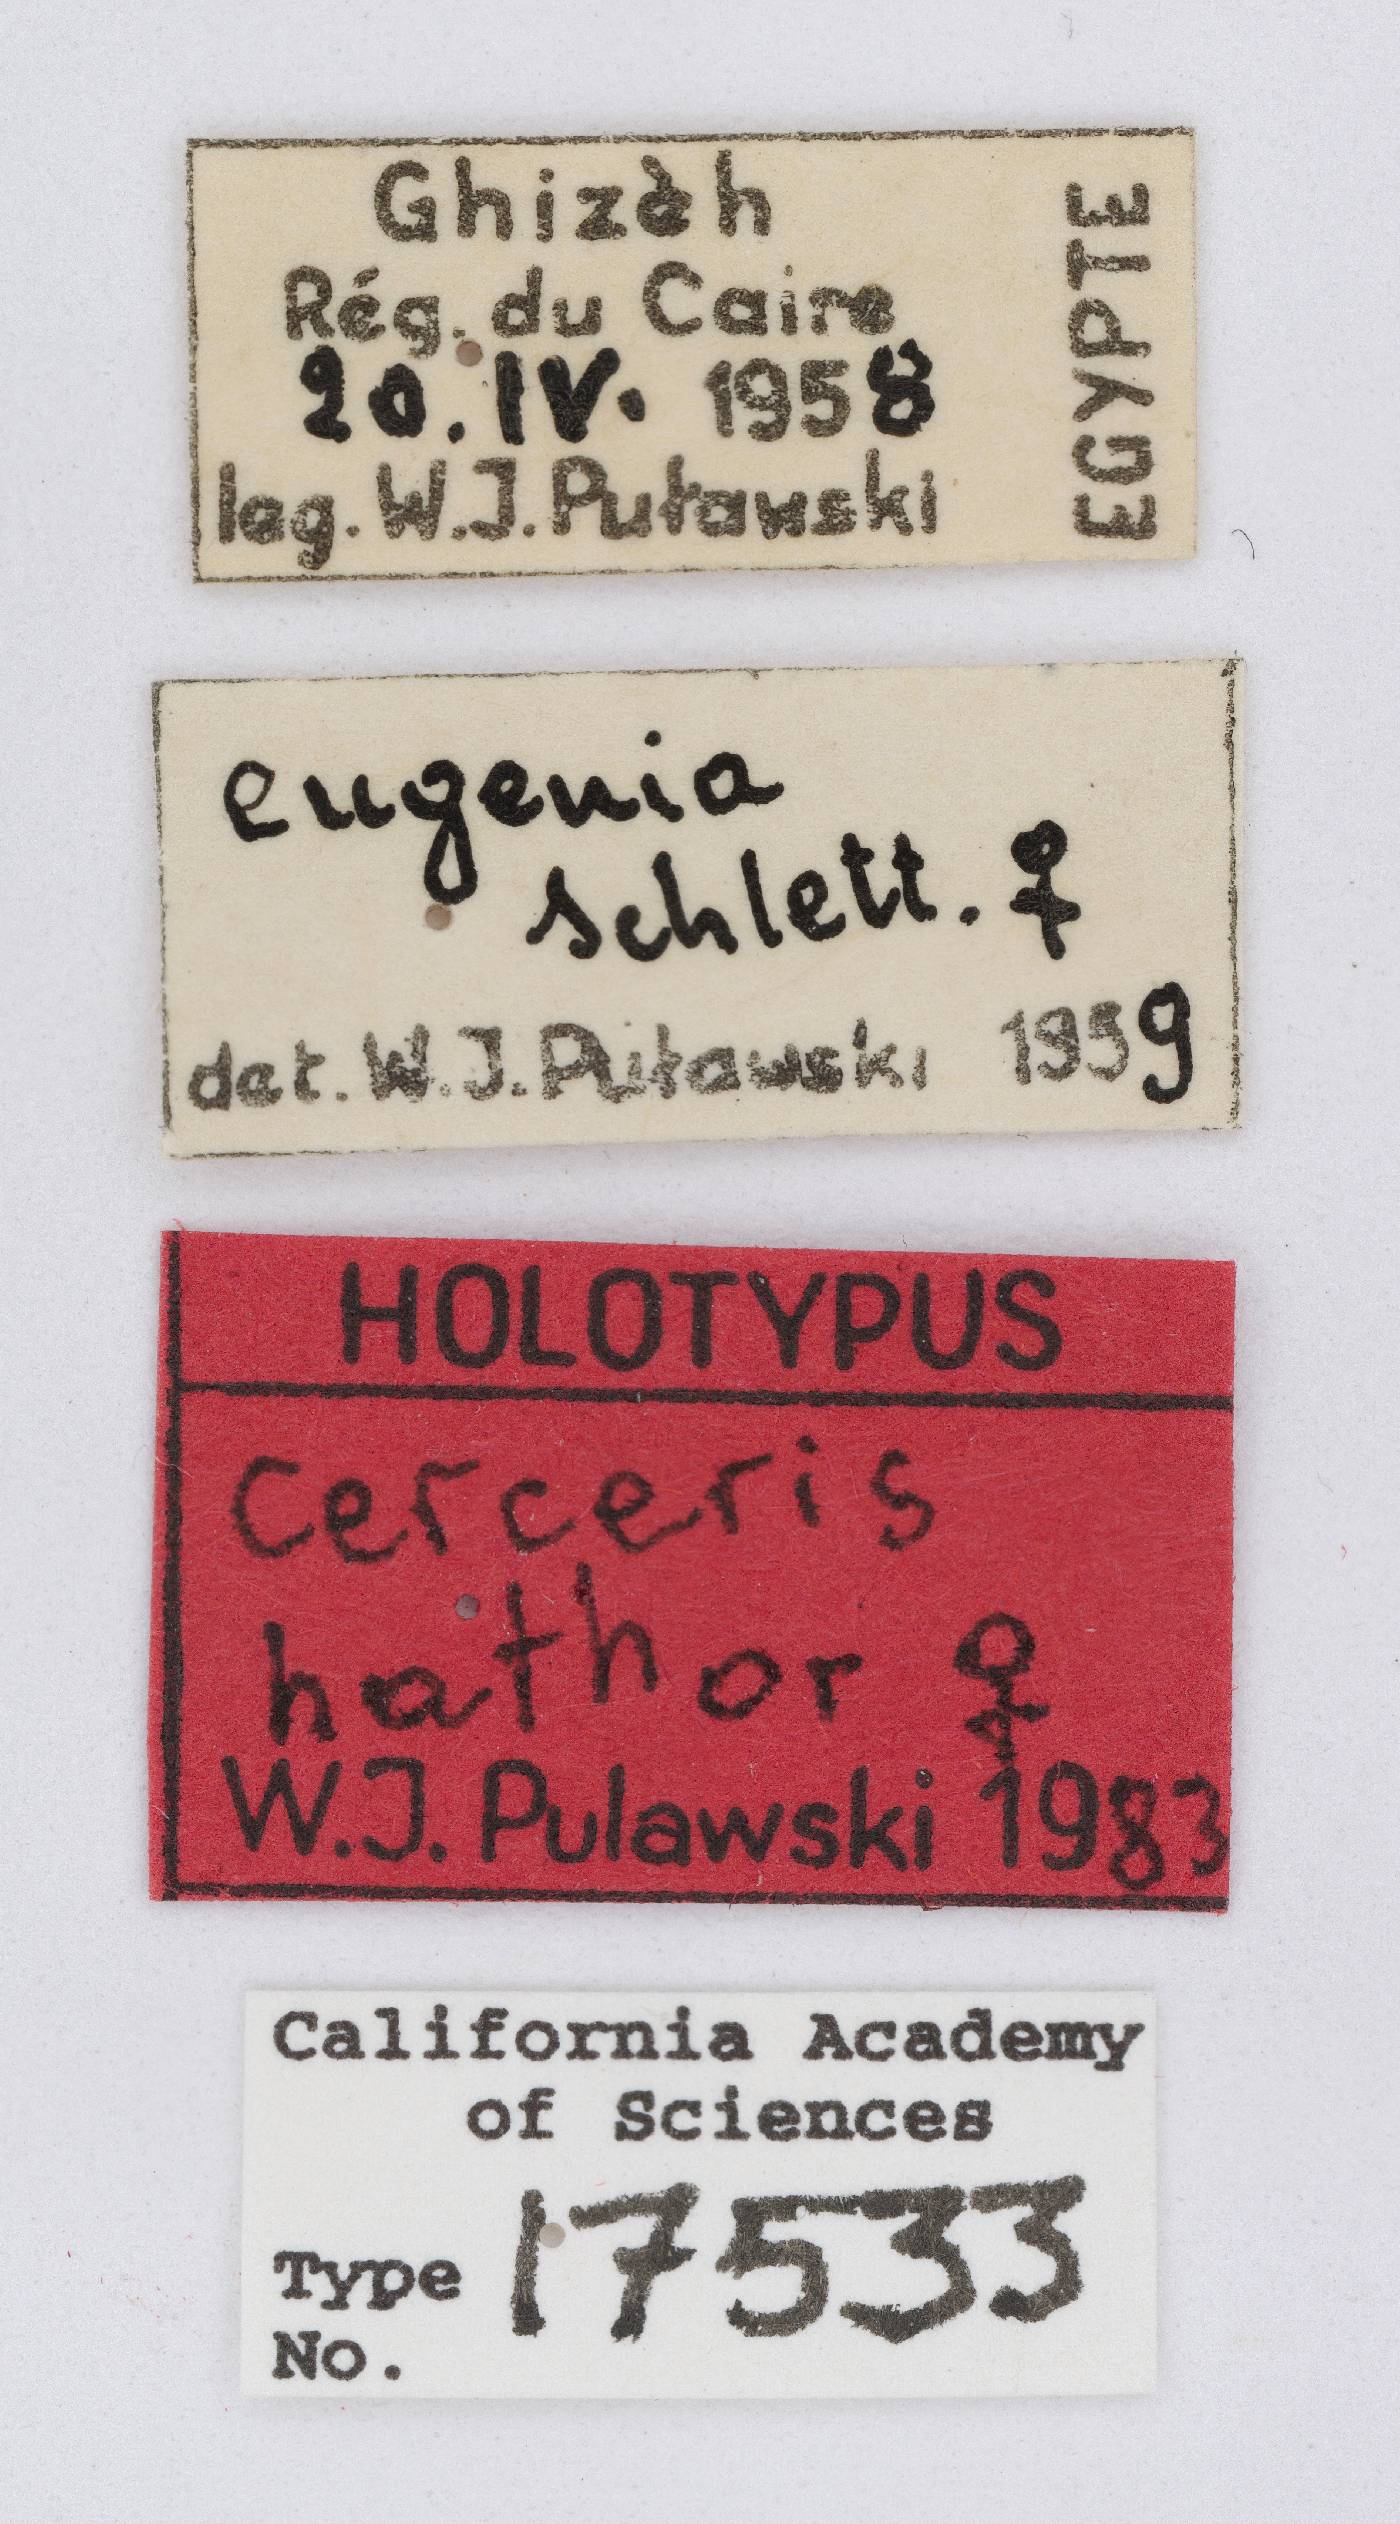 Ghizèh
Rég. du Caire
20.IV. 1958
leg. W.J. Puławski
EGYPTE
eugenia
schlett. ♀
det. W.J. Puławski 1959
HOLOTYPUS
Cerceris
hathor ♀
W.J. Pulawski 1983
California Academy
of Sciences
Type 17533
No.